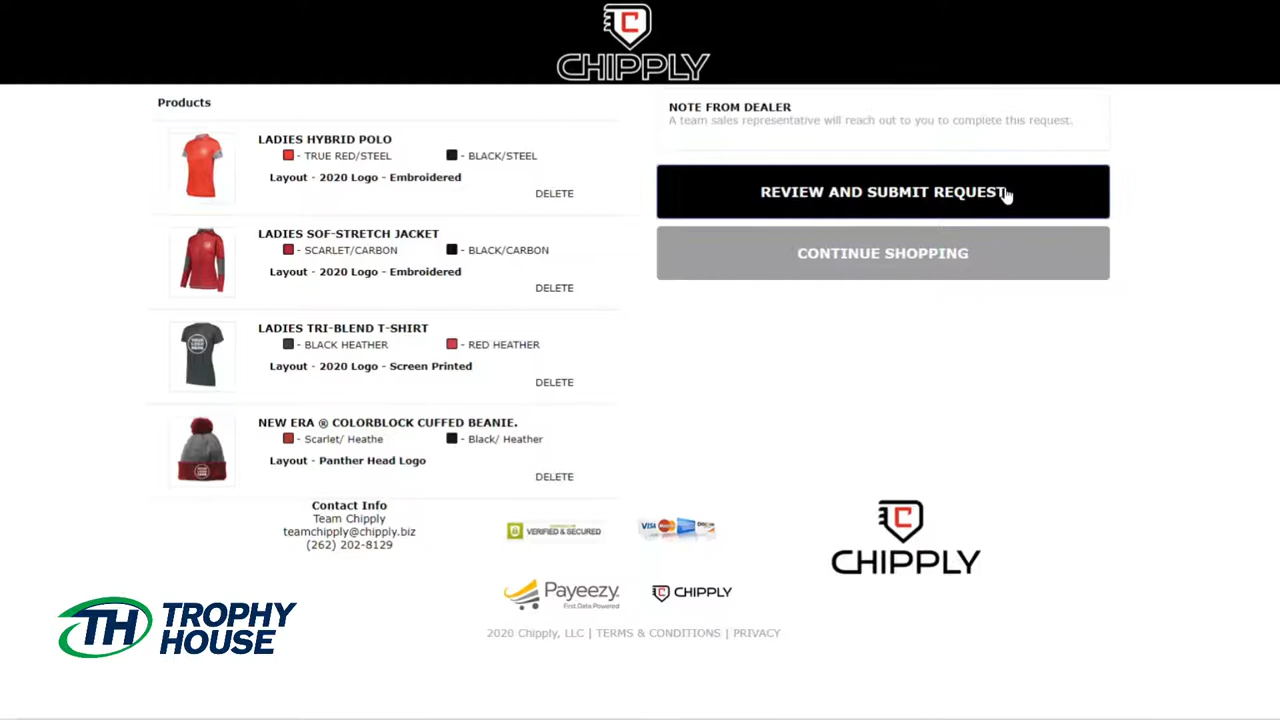 C
CHIPPLY
Products
LADIES HYBRID POLO
- TRUE RED/STEEL - BLACK/STEEL
Layout - 2020 Logo - Embroidered
DELETE
LADIES SOF-STRETCH JACKET
- SCARLET/CARBON - BLACK/CARBON
Layout - 2020 Logo - Embroidered
DELETE
LADIES TRI-BLEND T-SHIRT
- BLACK HEATHER - RED HEATHER
Layout - 2020 Logo - Screen Printed
DELETE
NEW ERA ® COLORBLOCK CUFFED BEANIE.
- Scarlet/ Heathe - Black/ Heather
Layout - Panther Head Logo
DELETE
NOTE FROM DEALER
A team sales representative will reach out to you to complete this request.
REVIEW AND SUBMIT REQUEST
CONTINUE SHOPPING
Contact Info
Team Chipply
teamchipply@chipply.biz
(262) 202-8129
VERIFIED & SECURED
VISA
C
CHIPPLY
Payeezy
First Data Powered
CHIPPLY
2020 Chipply, LLC | TERMS & CONDITIONS | PRIVACY
TH TROPHY
HOUSE